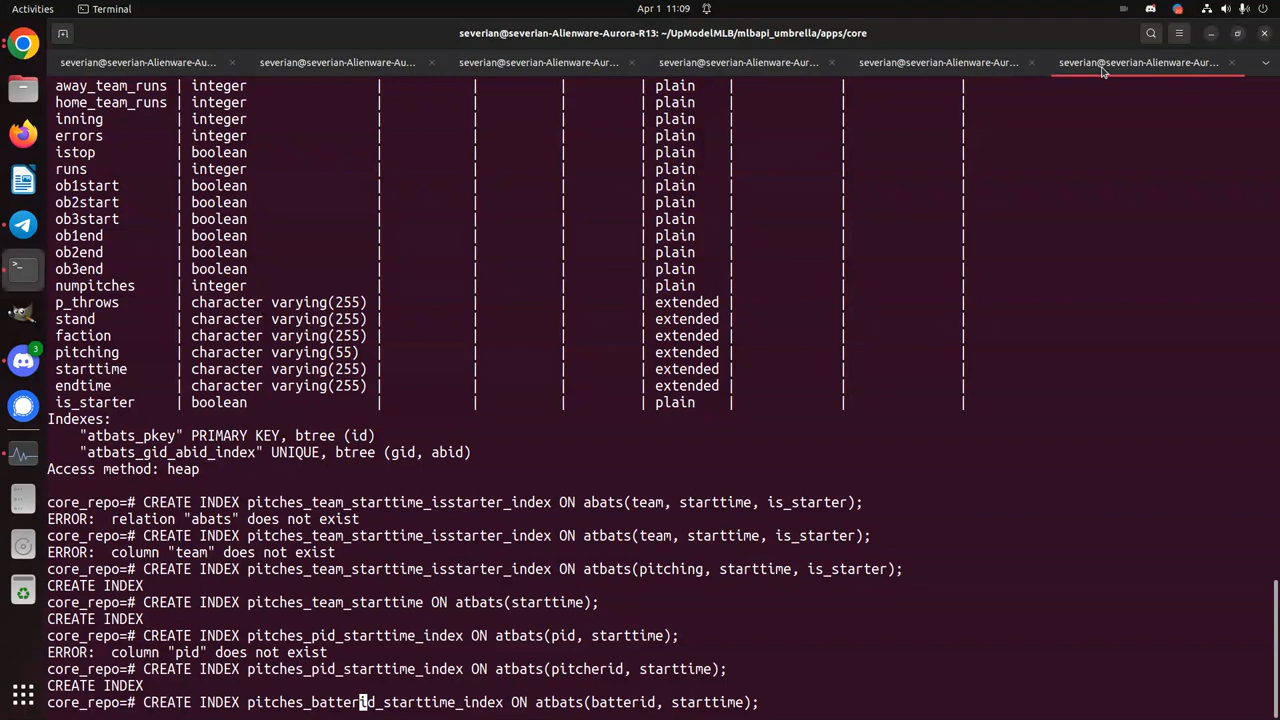 Activities
Terminal
Apr 1 11:09
severian@severian-Alienware-Aurora-R13: ~/UpModelMLB/mlbapi_umbrella/apps/core
severian@severian-Alienware-Au... severian@severian-Alienware-Au... severian@severian-Alienware-Aur... severian@severian-Alienware-Aur... severian@severian-Alienware-Aur... severian@severian-Alienware-Aur...
away_team_runs | integer | | | | plain | | |
home_team_runs | integer | | | | plain | | |
inning | integer | | | | plain | | |
errors | integer | | | | plain | | |
istop | boolean | | | | plain | | |
runs | integer | | | | plain | | |
ob1start | boolean | | | | plain | | |
ob2start | boolean | | | | plain | | |
ob3start | boolean | | | | plain | | |
ob1end | boolean | | | | plain | | |
ob2end | boolean | | | | plain | | |
ob3end | boolean | | | | plain | | |
numpitches | integer | | | | plain | | |
p_throws | character varying(255) | | | | extended | | |
stand | character varying(255) | | | | extended | | |
faction | character varying(255) | | | | extended | | |
pitching | character varying(55) | | | | extended | | |
starttime | character varying(255) | | | | extended | | |
endtime | character varying(255) | | | | extended | | |
is_starter | boolean | | | | plain | | |
Indexes:
"atbats_pkey" PRIMARY KEY, btree (id)
"atbats_gid_abid_index" UNIQUE, btree (gid, abid)
Access method: heap
core_repo=# CREATE INDEX pitches_team_starttime_isstarter_index ON abats(team, starttime, is_starter);
ERROR: relation "abats" does not exist
core_repo=# CREATE INDEX pitches_team_starttime_isstarter_index ON atbats(team, starttime, is_starter);
ERROR: column "team" does not exist
core_repo=# CREATE INDEX pitches_team_starttime_isstarter_index ON atbats(pitching, starttime, is_starter);
CREATE INDEX
core_repo=# CREATE INDEX pitches_team_starttime ON atbats(starttime);
CREATE INDEX
core_repo=# CREATE INDEX pitches_pid_starttime_index ON atbats(pid, starttime);
ERROR: column "pid" does not exist
core_repo=# CREATE INDEX pitches_pid_starttime_index ON atbats(pitcherid, starttime);
CREATE INDEX
core_repo=# CREATE INDEX pitches_batterid_starttime_index ON atbats(batterid, starttime);
3